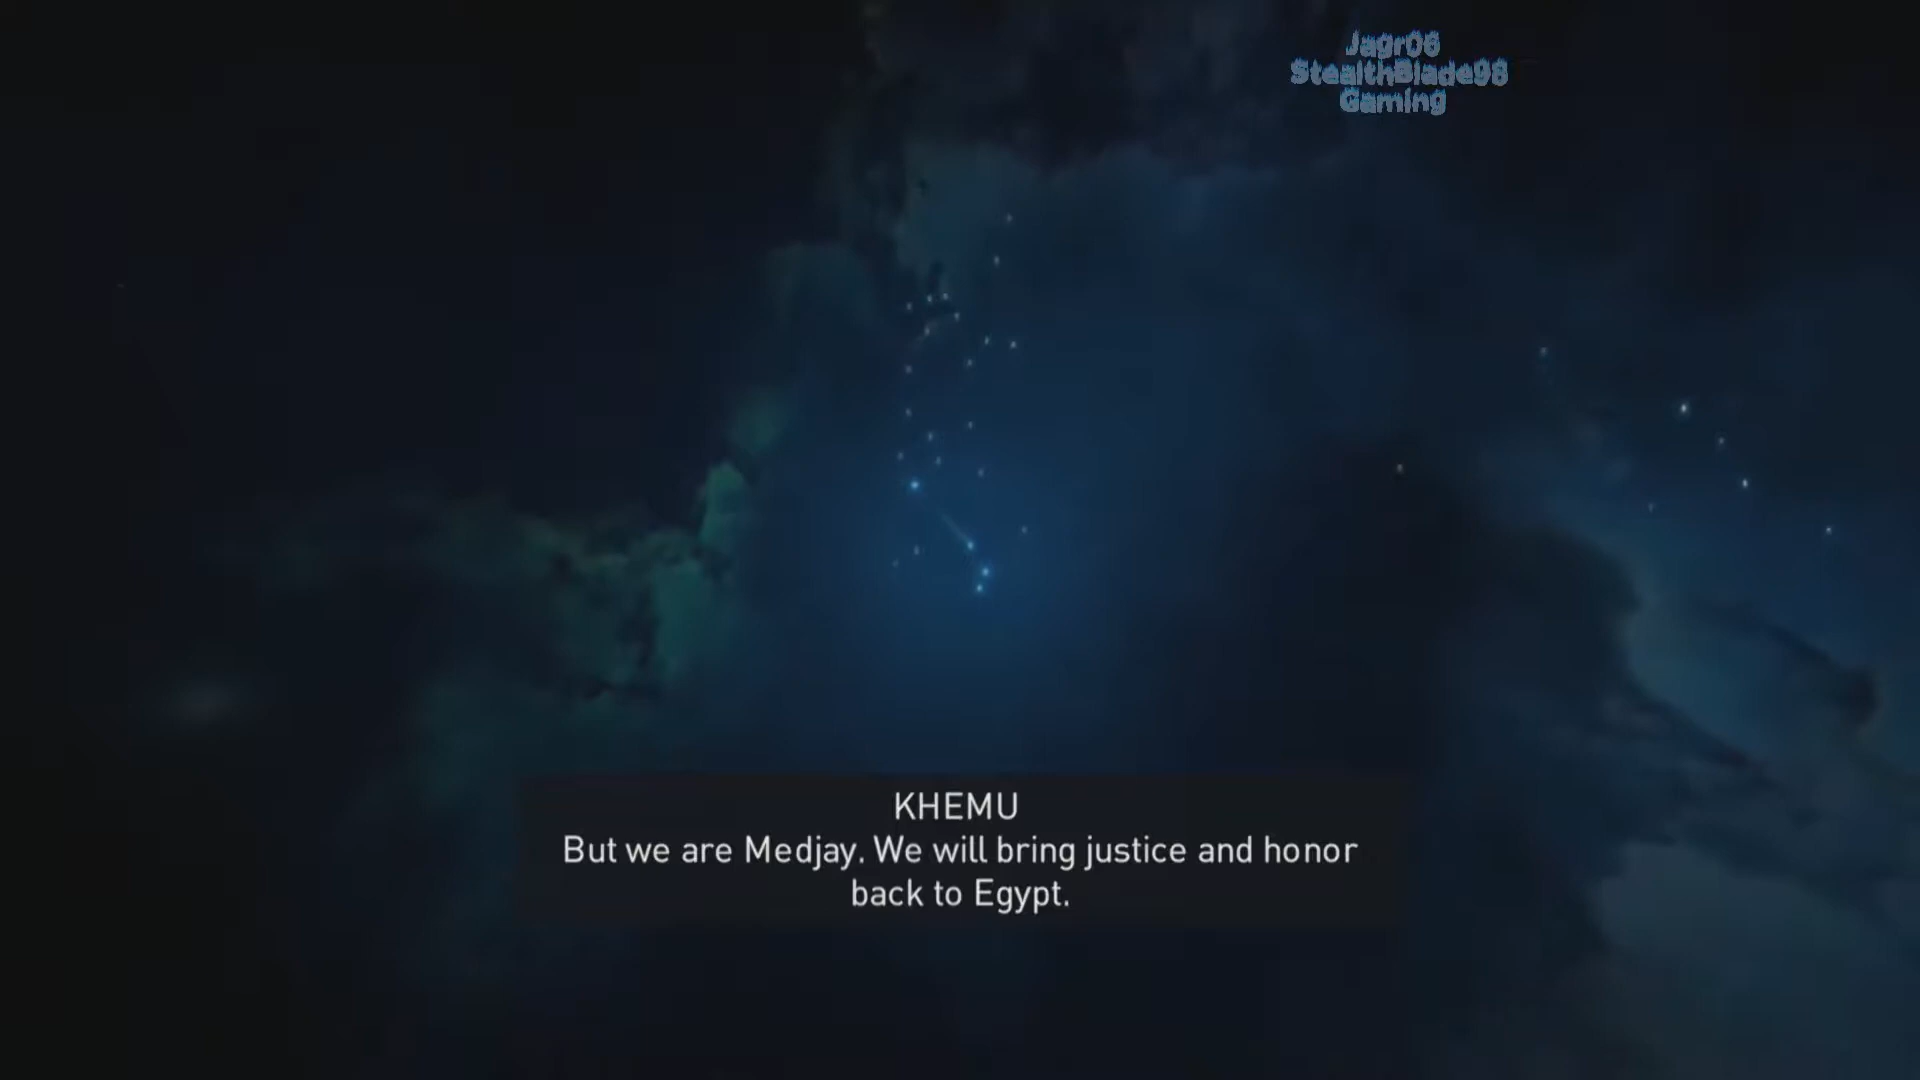 Jagr06
StealthBlade98
Gaming
KHEMU
But we are Medjay. We will bring justice and honor
back to Egypt.